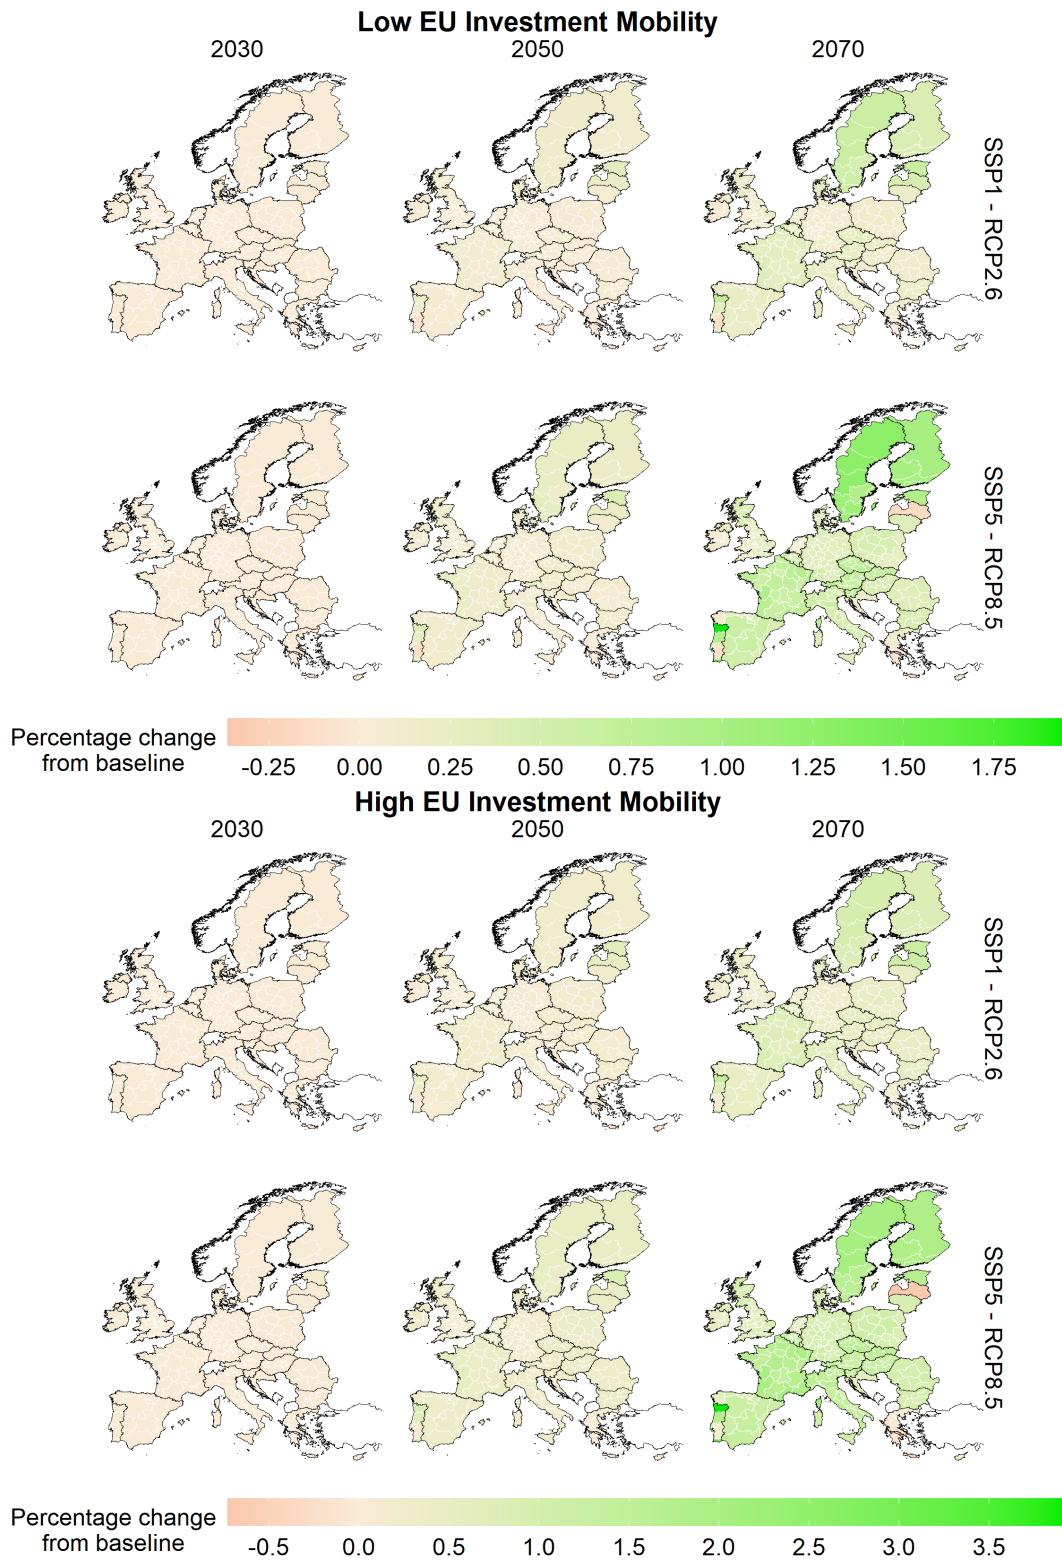 Low EU Investment Mobility
2030 2050 2070
SSP1 - RCP2.6
SSP5 - RCP8.5
Percentage change
from baseline
-0.25 0.00 0.25 0.50 0.75 1.00 1.25 1.50 1.75
High EU Investment Mobility
2030 2050 2070
SSP1 - RCP2.6
SSP5 - RCP8.5
Percentage change
from baseline
-0.5 0.0 0.5 1.0 1.5 2.0 2.5 3.0 3.5